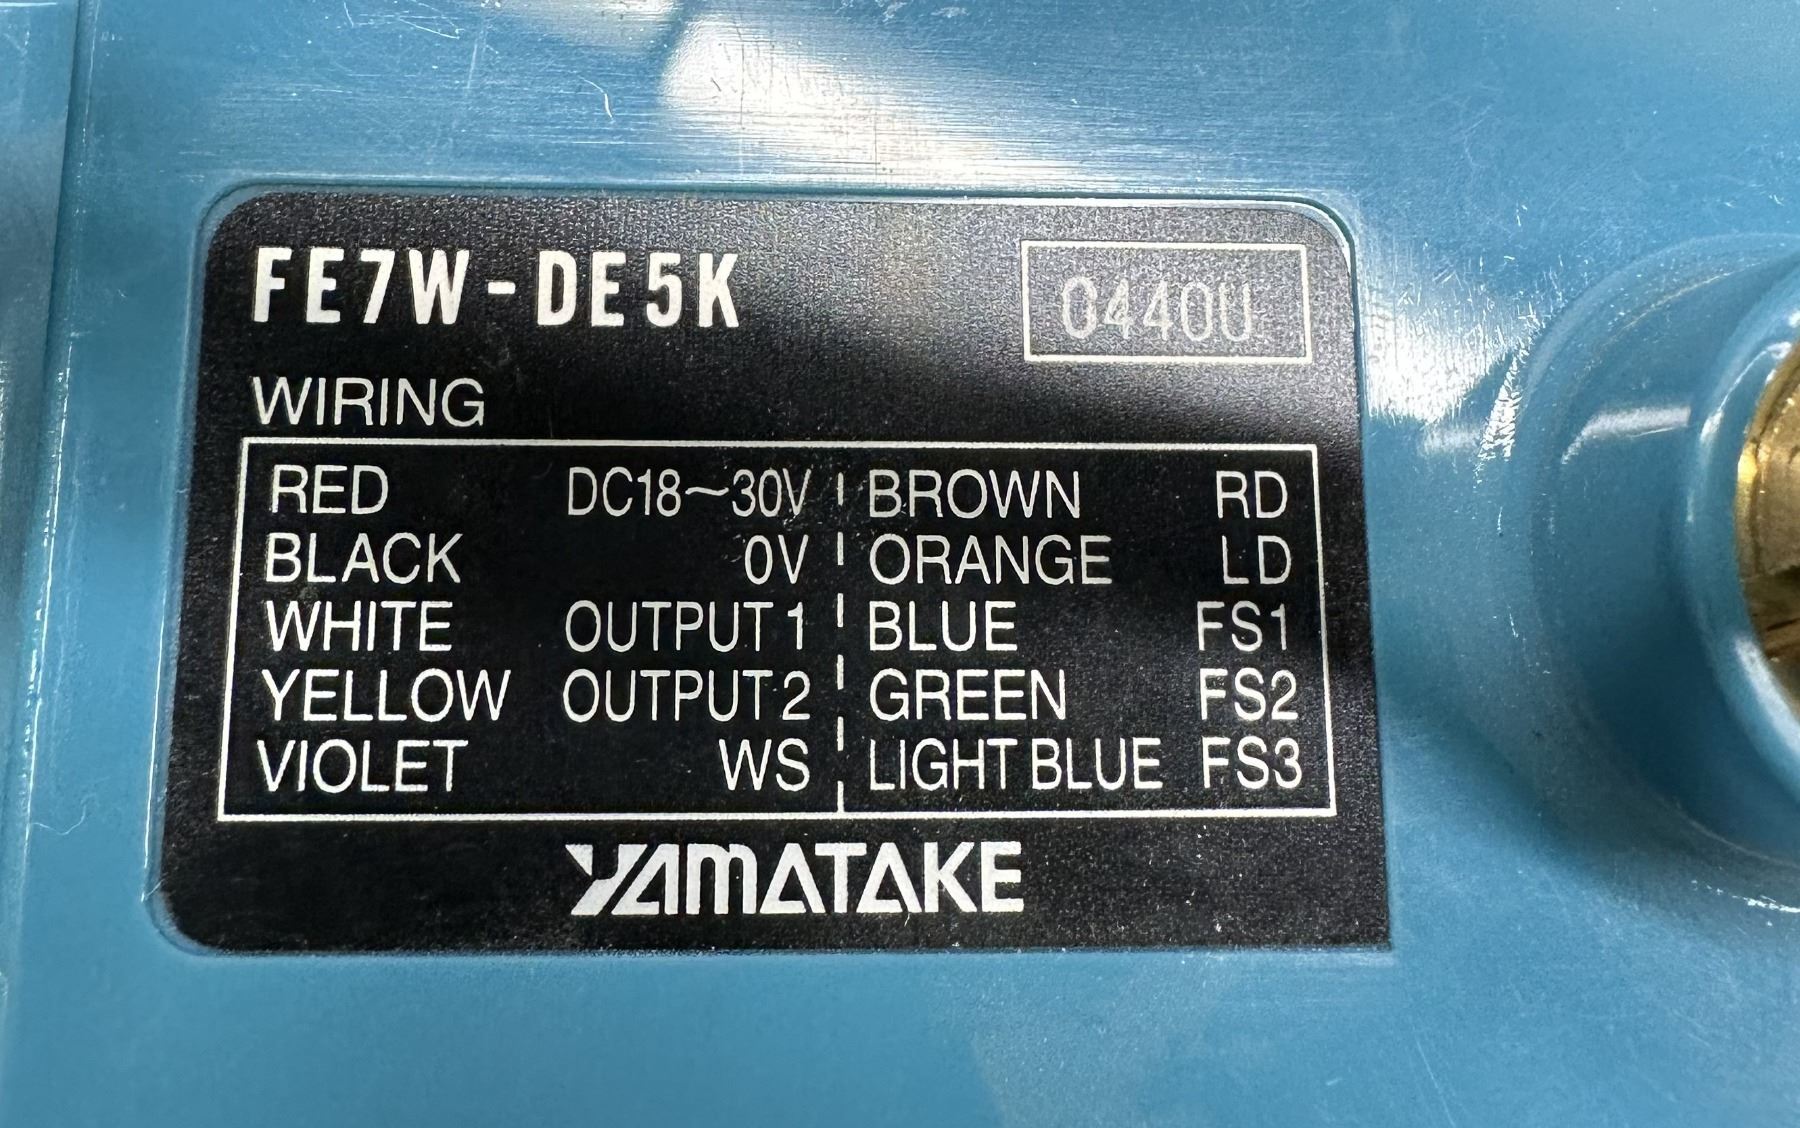 FE7W-DE5K
0440U
WIRING
RED DC18～30V BROWN RD
BLACK 0V ORANGE LD
WHITE OUTPUT 1 BLUE FS1
YELLOW OUTPUT 2 GREEN FS2
VIOLET WS LIGHT BLUE FS3
YAMATAKE